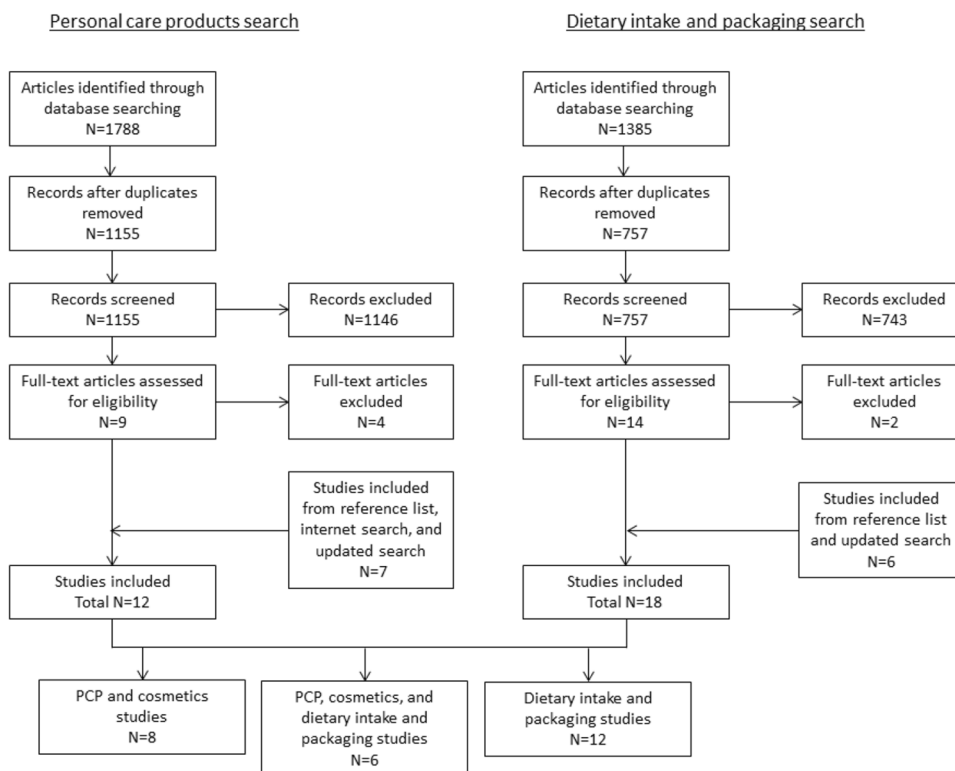 Personal care products search
Articles identified through
database searching
N=1788
Records after duplicates
removed
N=1155
Records screened
N=1155
Records excluded
N=1146
Full-text articles assessed
for eligibility
N=9
Full-text articles
excluded
N=4
Studies included
from reference list,
internet search, and
updated search
N=7
Studies included
Total N=12
Dietary intake and packaging search
Articles identified through
database searching
N=1385
Records after duplicates
removed
N=757
Records screened
N=757
Records excluded
N=743
Full-text articles assessed
for eligibility
N=14
Full-text articles
excluded
N=2
Studies included
from reference list
and updated search
N=6
Studies included
Total N=18
PCP and cosmetics
studies
N=8
PCP, cosmetics, and
dietary intake and
packaging studies
N=6
Dietary intake and
packaging studies
N=12